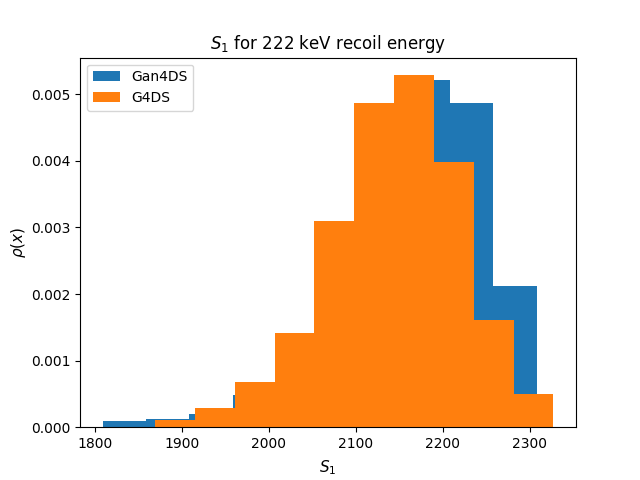 S₁ for 222 keV recoil energy
Gan4DS
G4DS
0.005
0.004
0.003
0.002
0.001
0.000
ρ(x)
1800 1900 2000 2100 2200 2300
S₁